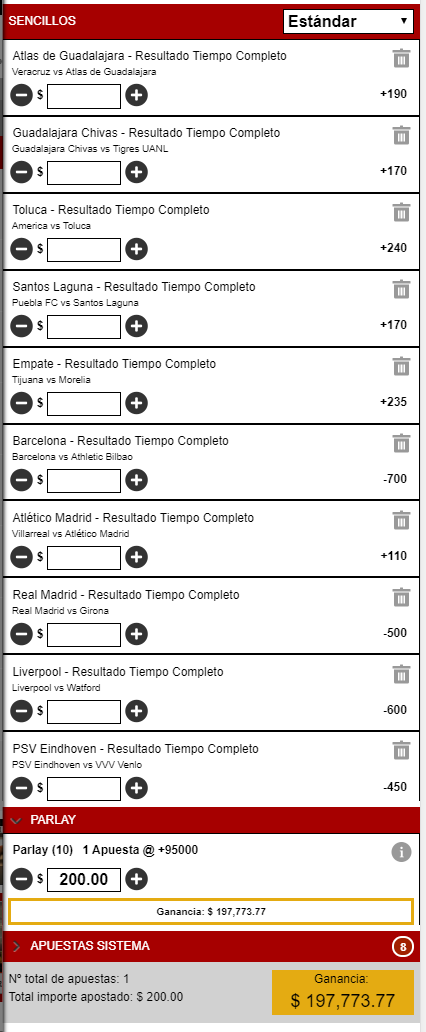 SENCILLOS
Estándar
Atlas de Guadalajara - Resultado Tiempo Completo
Veracruz vs Atlas de Guadalajara
$ +190
Guadalajara Chivas - Resultado Tiempo Completo
Guadalajara Chivas vs Tigres UANL
$ +170
Toluca - Resultado Tiempo Completo
America vs Toluca
$ +240
Santos Laguna - Resultado Tiempo Completo
Puebla FC vs Santos Laguna
$ +170
Empate - Resultado Tiempo Completo
Tijuana vs Morelia
$ +235
Barcelona - Resultado Tiempo Completo
Barcelona vs Athletic Bilbao
$ -700
Atlético Madrid - Resultado Tiempo Completo
Villarreal vs Atlético Madrid
$ +110
Real Madrid - Resultado Tiempo Completo
Real Madrid vs Girona
$ -500
Liverpool - Resultado Tiempo Completo
Liverpool vs Watford
$ -600
PSV Eindhoven - Resultado Tiempo Completo
PSV Eindhoven vs VVV Venlo
$ -450
PARLAY
Parlay (10) 1 Apuesta @ +95000
$ 200.00
Ganancia: $ 197,773.77
APUESTAS SISTEMA 8
Nº total de apuestas: 1
Total importe apostado: $ 200.00
Ganancia:
$ 197,773.77